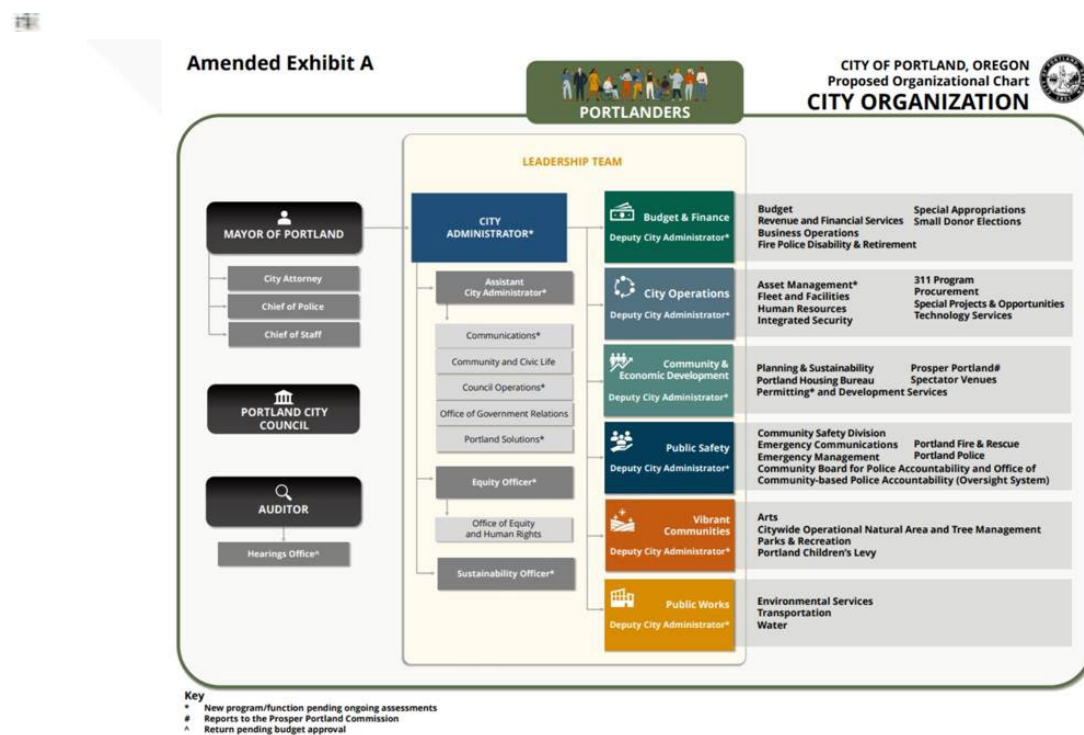 Amended Exhibit A
PORTLANDERS
CITY OF PORTLAND, OREGON
Proposed Organizational Chart
CITY ORGANIZATION
LEADERSHIP TEAM
MAYOR OF PORTLAND
City Attorney
Chief of Police
Chief of Staff
PORTLAND CITY
COUNCIL
AUDITOR
Hearings Office^
CITY
ADMINISTRATOR*
Assistant
City Administrator*
Communications*
Community and Civic Life
Council Operations*
Office of Government Relations
Portland Solutions*
Equity Officer*
Office of Equity
and Human Rights
Sustainability Officer*
Budget & Finance
Deputy City Administrator*
Budget
Revenue and Financial Services
Business Operations
Fire Police Disability & Retirement
Special Appropriations
Small Donor Elections
City Operations
Deputy City Administrator*
Asset Management*
Fleet and Facilities
Human Resources
Integrated Security
311 Program
Procurement
Special Projects & Opportunities
Technology Services
Community &
Economic Development
Deputy City Administrator*
Planning & Sustainability
Portland Housing Bureau
Permitting* and Development Services
Prosper Portland#
Spectator Venues
Public Safety
Deputy City Administrator*
Community Safety Division
Emergency Communications
Emergency Management
Portland Fire & Rescue
Portland Police
Community Board for Police Accountability and Office of
Community-based Police Accountability (Oversight System)
Vibrant
Communities
Deputy City Administrator*
Arts
Citywide Operational Natural Area and Tree Management
Parks & Recreation
Portland Children's Levy
Public Works
Deputy City Administrator*
Environmental Services
Transportation
Water
Key
* New program/function pending ongoing assessments
# Reports to the Prosper Portland Commission
^ Return pending budget approval